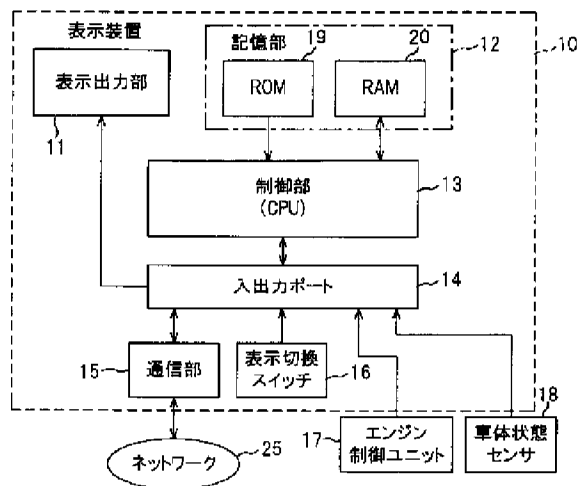 表示装置
記憶部
19
20
12
10
表示出力部
ROM
RAM
11
制御部
(CPU)
13
入出力ポート
14
15
通信部
表示切換
スイッチ
16
ネットワーク
25
17
エンジン
制御ユニット
18
車体状態
センサ